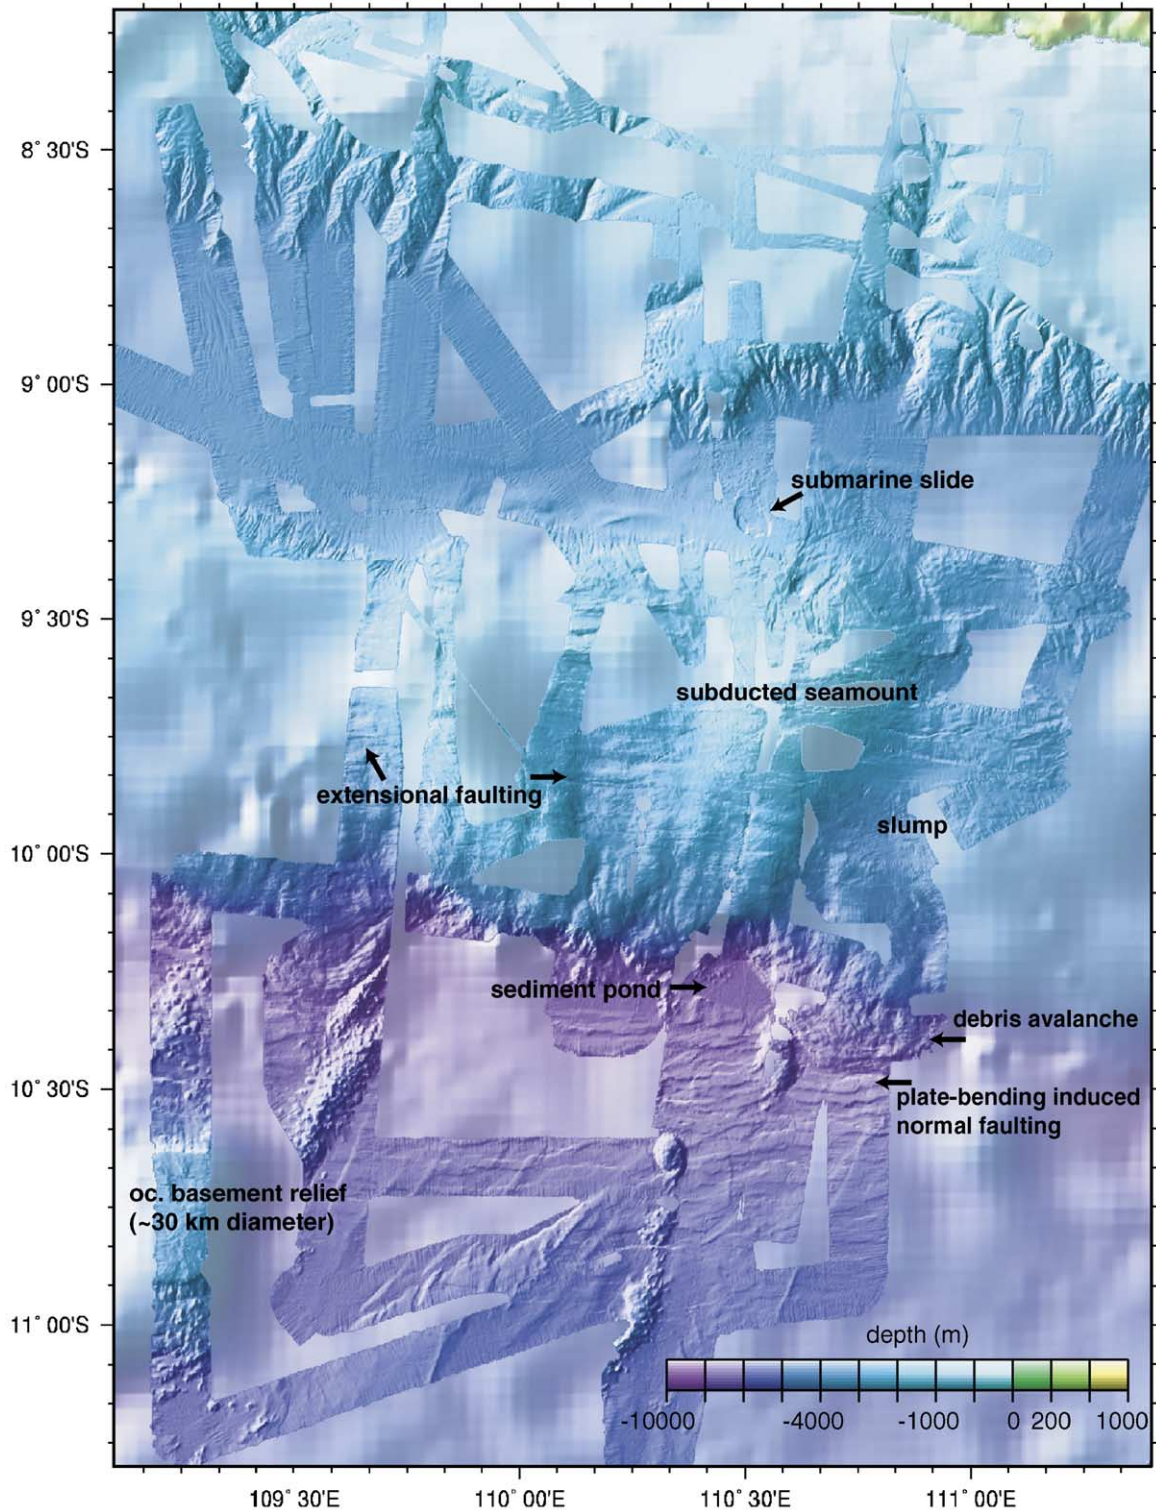 8° 30'S
9° 00'S
submarine slide
9° 30'S
subducted seamount
extensional faulting
slump
10° 00'S
sediment pond
debris avalanche
10° 30'S
plate-bending induced
normal faulting
oc. basement relief
(~30 km diameter)
11° 00'S
depth (m)
-10000 -4000 -1000 0 200 1000
109° 30'E 110° 00'E 110° 30'E 111° 00'E